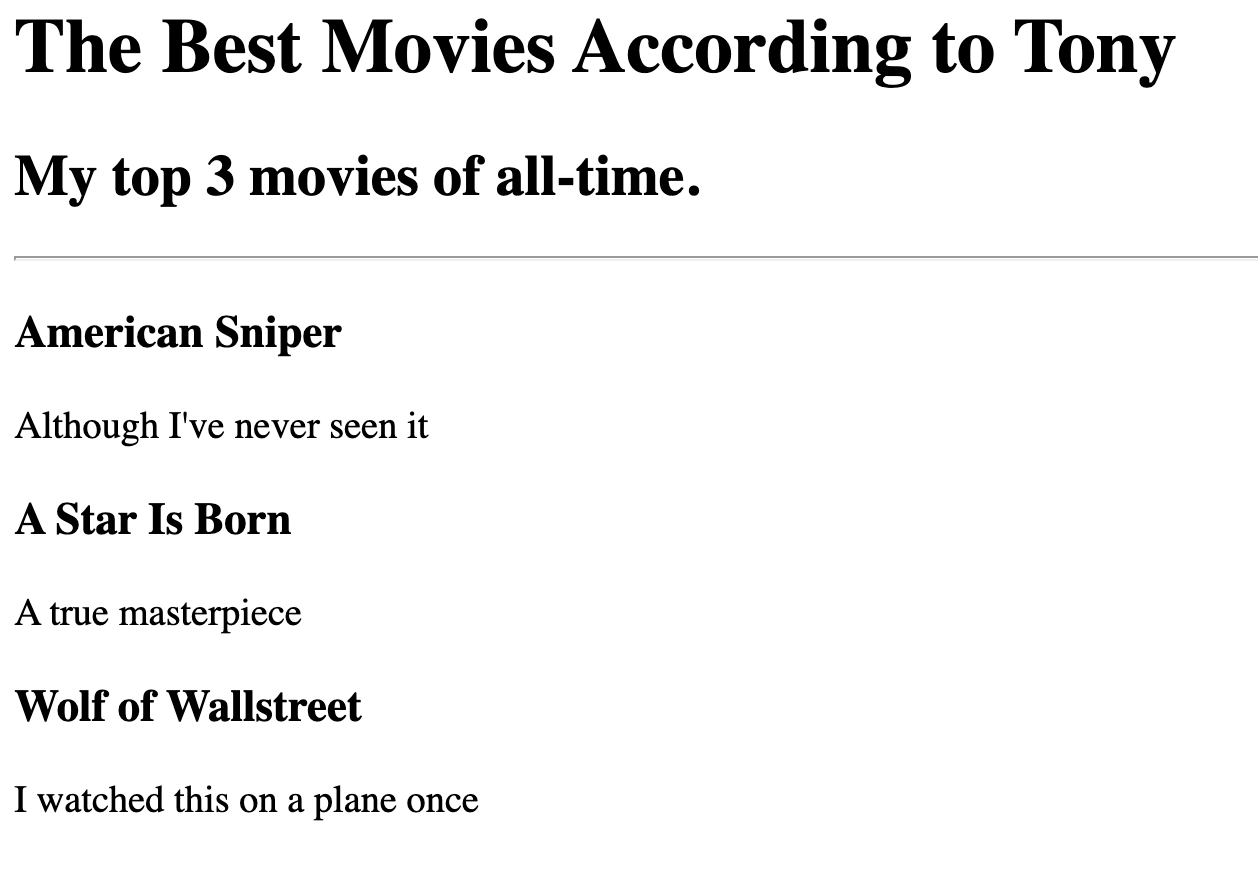 The Best Movies According to Tony
My top 3 movies of all-time.
American Sniper
Although I've never seen it
A Star Is Born
A true masterpiece
Wolf of Wallstreet
I watched this on a plane once